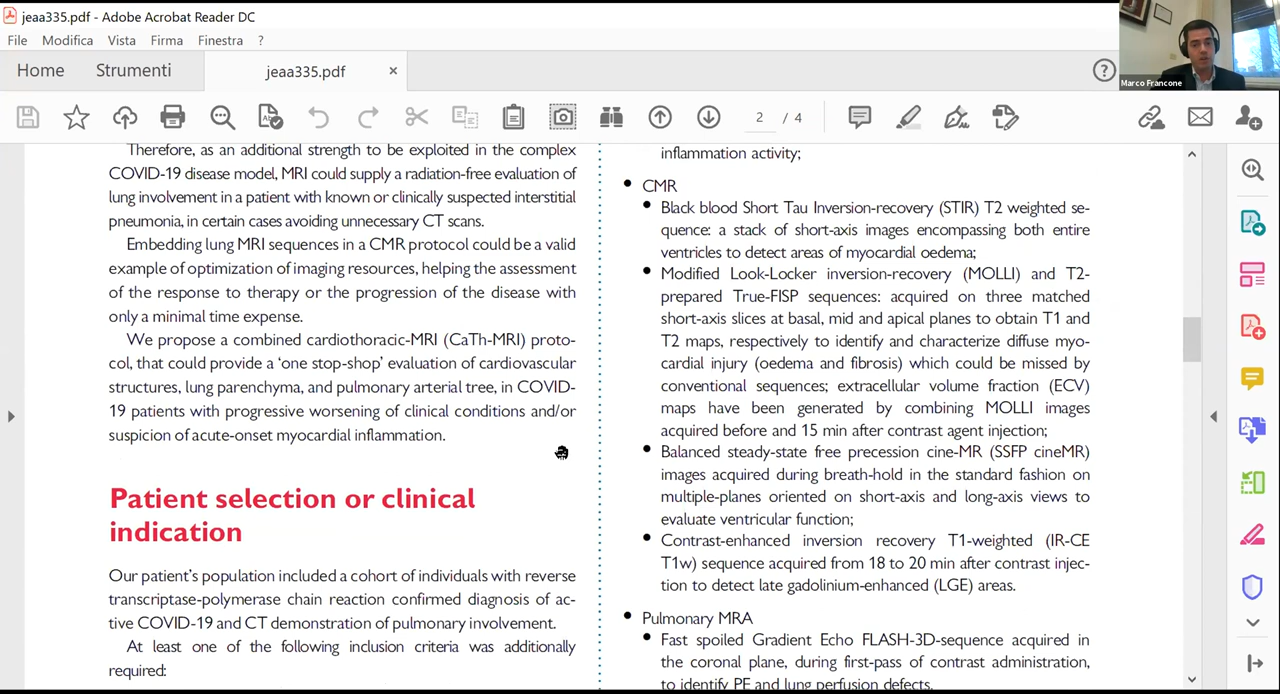 jeaa335.pdf - Adobe Acrobat Reader DC
File Modifica Vista Firma Finestra ?
Home Strumenti jeaa335.pdf ×
2 / 4
Marco Francone
Therefore, as an additional strength to be exploited in the complex
COVID-19 disease model, MRI could supply a radiation-free evaluation of
lung involvement in a patient with known or clinically suspected interstitial
pneumonia, in certain cases avoiding unnecessary CT scans.
Embedding lung MRI sequences in a CMR protocol could be a valid
example of optimization of imaging resources, helping the assessment
of the response to therapy or the progression of the disease with
only a minimal time expense.
We propose a combined cardiothoracic-MRI (CaTh-MRI) proto-
col, that could provide a ‘one stop-shop’ evaluation of cardiovascular
structures, lung parenchyma, and pulmonary arterial tree, in COVID-
19 patients with progressive worsening of clinical conditions and/or
suspicion of acute-onset myocardial inflammation.
Patient selection or clinical
indication
Our patient’s population included a cohort of individuals with reverse
transcriptase-polymerase chain reaction confirmed diagnosis of ac-
tive COVID-19 and CT demonstration of pulmonary involvement.
At least one of the following inclusion criteria was additionally
required:
inflammation activity;
• CMR
• Black blood Short Tau Inversion-recovery (STIR) T2 weighted se-
quence: a stack of short-axis images encompassing both entire
ventricles to detect areas of myocardial oedema;
• Modified Look-Locker inversion-recovery (MOLLI) and T2-
prepared True-FISP sequences: acquired on three matched
short-axis slices at basal, mid and apical planes to obtain T1 and
T2 maps, respectively to identify and characterize diffuse myo-
cardial injury (oedema and fibrosis) which could be missed by
conventional sequences; extracellular volume fraction (ECV)
maps have been generated by combining MOLLI images
acquired before and 15 min after contrast agent injection;
• Balanced steady-state free precession cine-MR (SSFP cineMR)
images acquired during breath-hold in the standard fashion on
multiple-planes oriented on short-axis and long-axis views to
evaluate ventricular function;
• Contrast-enhanced inversion recovery T1-weighted (IR-CE
T1w) sequence acquired from 18 to 20 min after contrast injec-
tion to detect late gadolinium-enhanced (LGE) areas.
• Pulmonary MRA
• Fast spoiled Gradient Echo FLASH-3D-sequence acquired in
the coronal plane, during first-pass of contrast administration,
to identify PE and lung perfusion defects.